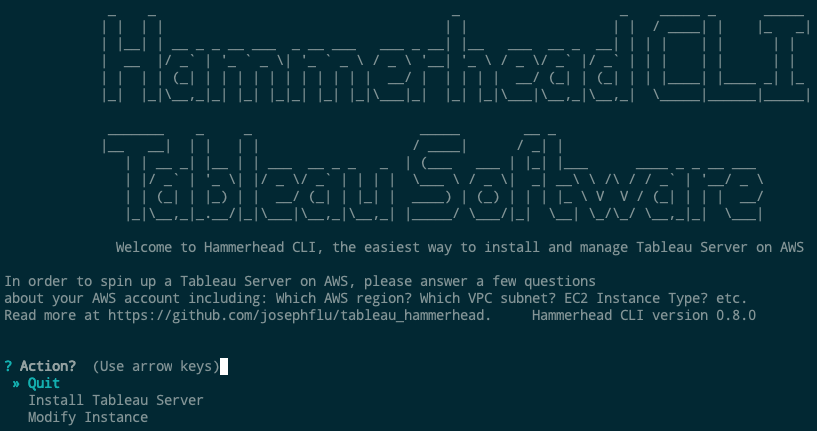 Hammerhead CLI
Tableau Software
Welcome to Hammerhead CLI, the easiest way to install and manage Tableau Server on AWS
In order to spin up a Tableau Server on AWS, please answer a few questions
about your AWS account including: Which AWS region? Which VPC subnet? EC2 Instance Type? etc.
Read more at https://github.com/josephflu/tableau_hammerhead. Hammerhead CLI version 0.8.0
? Action? (Use arrow keys)
» Quit
Install Tableau Server
Modify Instance